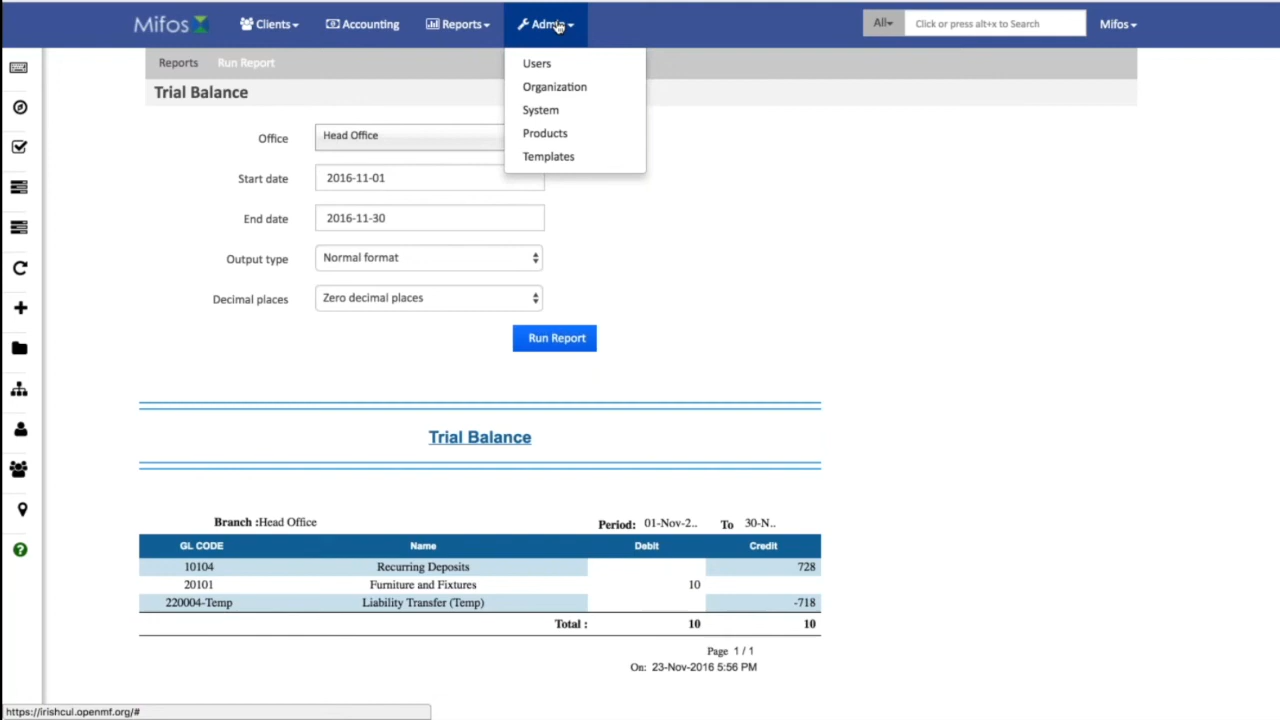 Mifos Clients Accounting Reports Admin All Click or press alt+x to Search Mifos
Reports Run Report
Users
Organization
System
Products
Templates
Trial Balance
Office Head Office
Start date 2016-11-01
End date 2016-11-30
Output type Normal format
Decimal places Zero decimal places
Run Report
Trial Balance
Branch :Head Office Period: 01-Nov-2.. To 30-N..
GL CODE Name Debit Credit
10104 Recurring Deposits 728
20101 Furniture and Fixtures 10
220004-Temp Liability Transfer (Temp) -718
Total : 10 10
Page 1 / 1
On: 23-Nov-2016 5:56 PM
https://irishcul.openmf.org/#